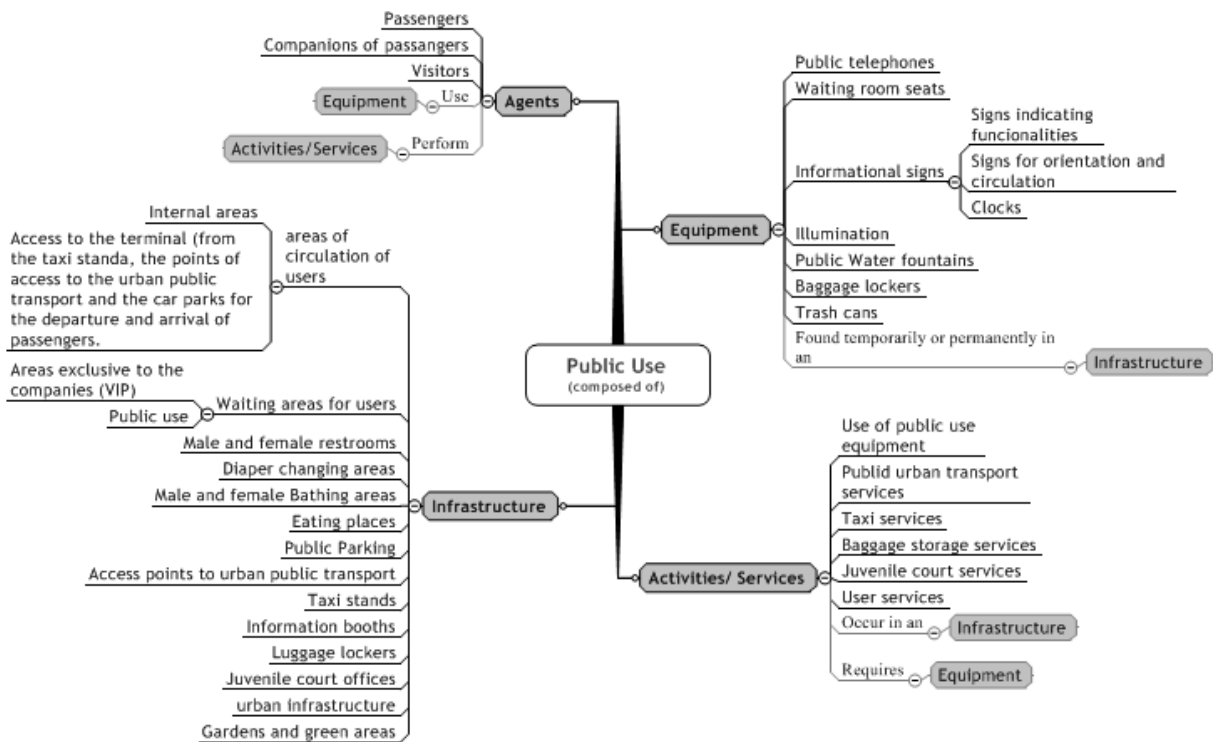 Passengers
Companions of passangers
Visitors
Equipment
Use
Agents
Activities/Services
Perform
Public telephones
Waiting room seats
Signs indicating
funcionalities
Informational signs
Signs for orientation and
circulation
Clocks
Equipment
Illumination
Public Water fountains
Baggage lockers
Trash cans
Found temporarily or permanently in
an
Infrastructure
Internal areas
areas of
circulation of
users
Access to the terminal (from
the taxi standa, the points of
access to the urban public
transport and the car parks for
the departure and arrival of
passengers.
Public Use
(composed of)
Areas exclusive to the
companies (VIP)
Waiting areas for users
Public use
Male and female restrooms
Diaper changing areas
Male and female Bathing areas
Infrastructure
Eating places
Public Parking
Access points to urban public transport
Taxi stands
Information booths
Luggage lockers
Juvenile court offices
urban infrastructure
Gardens and green areas
Use of public use
equipment
Publid urban transport
services
Taxi services
Baggage storage services
Activities/ Services
Juvenile court services
User services
Occur in an
Infrastructure
Requires
Equipment